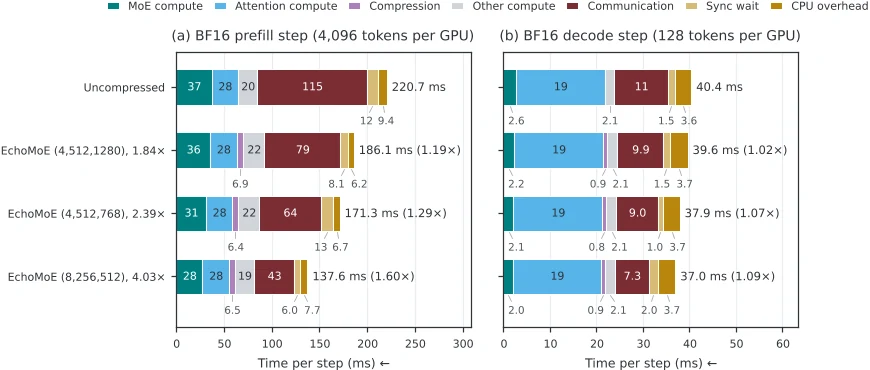 MoE compute Attention compute Compression Other compute Communication Sync wait CPU overhead
(a) BF16 prefill step (4,096 tokens per GPU)
Uncompressed
37 28 20 115 220.7 ms
12 9.4
EchoMoE (4,512,1280), 1.84×
36 28 22 79 186.1 ms (1.19×)
6.9 8.1 6.2
EchoMoE (4,512,768), 2.39×
31 28 22 64 171.3 ms (1.29×)
6.4 13 6.7
EchoMoE (8,256,512), 4.03×
28 28 19 43 137.6 ms (1.60×)
6.5 6.0 7.7
0 50 100 150 200 250 300
Time per step (ms) ←
(b) BF16 decode step (128 tokens per GPU)
19 11 40.4 ms
2.6 2.1 1.5 3.6
19 9.9 39.6 ms (1.02×)
2.2 0.9 2.1 1.5 3.7
19 9.0 37.9 ms (1.07×)
2.1 0.8 2.1 1.0 3.7
19 7.3 37.0 ms (1.09×)
2.0 0.9 2.1 2.0 3.7
0 10 20 30 40 50 60
Time per step (ms) ←